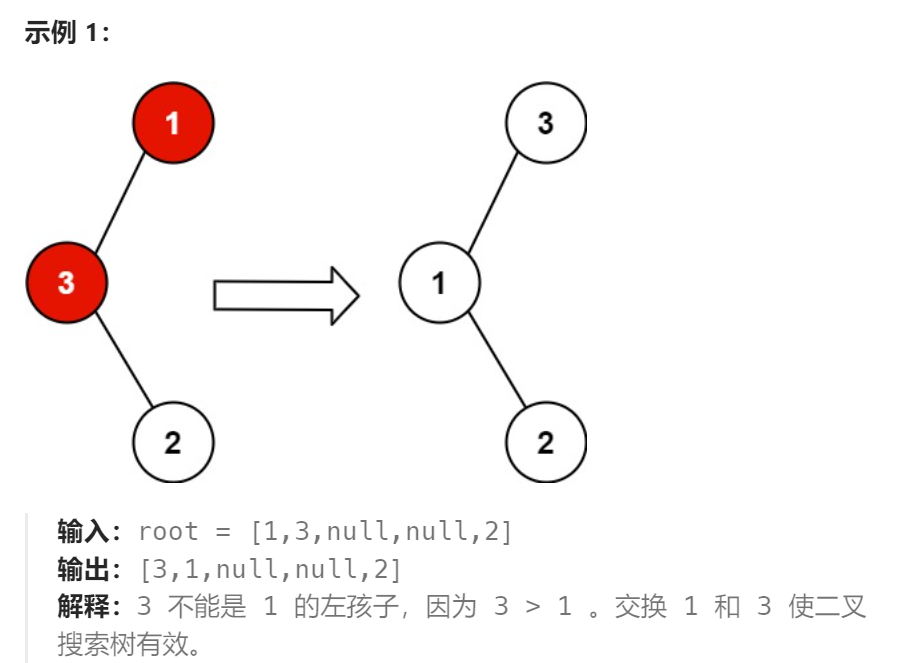 示例 1：
1
3
3
1
2
2
输入：root = [1,3,null,null,2]
输出：[3,1,null,null,2]
解释：3 不能是 1 的左孩子，因为 3 > 1 。交换 1 和 3 使二叉
搜索树有效。